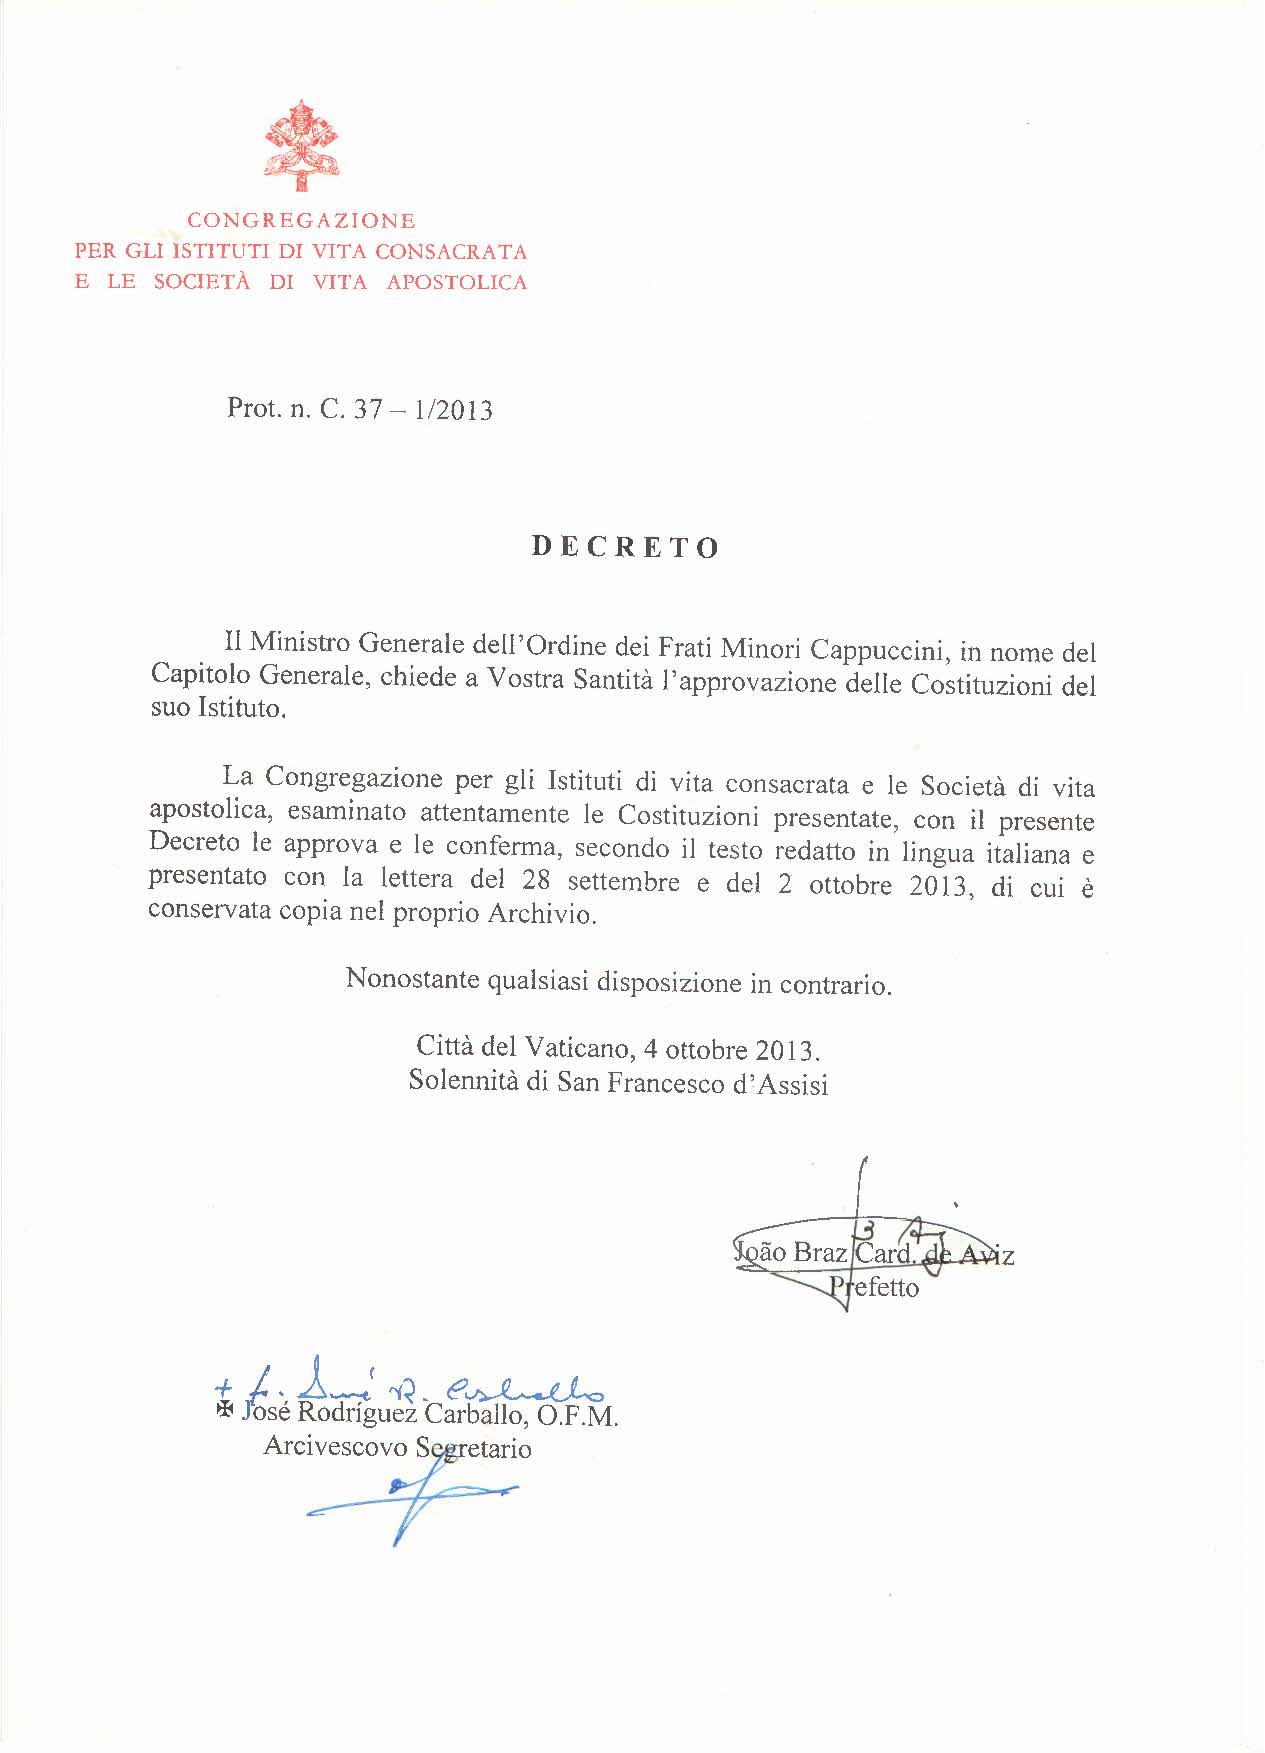 CONGREGAZIONE
PER GLI ISTITUTI DI VITA CONSACRATA
E LE SOCIETÀ DI VITA APOSTOLICA
Prot. n. C. 37 – 1/2013
DECRETO
Il Ministro Generale dell'Ordine dei Frati Minori Cappuccini, in nome del
Capitolo Generale, chiede a Vostra Santità l'approvazione delle Costituzioni del
suo Istituto.
La Congregazione per gli Istituti di vita consacrata e le Società di vita
apostolica, esaminato attentamente le Costituzioni presentate, con il presente
Decreto le approva e le conferma, secondo il testo redatto in lingua italiana e
presentato con la lettera del 28 settembre e del 2 ottobre 2013, di cui è
conservata copia nel proprio Archivio.
Nonostante qualsiasi disposizione in contrario.
Città del Vaticano, 4 ottobre 2013.
Solennità di San Francesco d'Assisi
João Braz Card. de Aviz
Prefetto
+ F. José R. Carballo
✠ José Rodríguez Carballo, O.F.M.
Arcivescovo Segretario